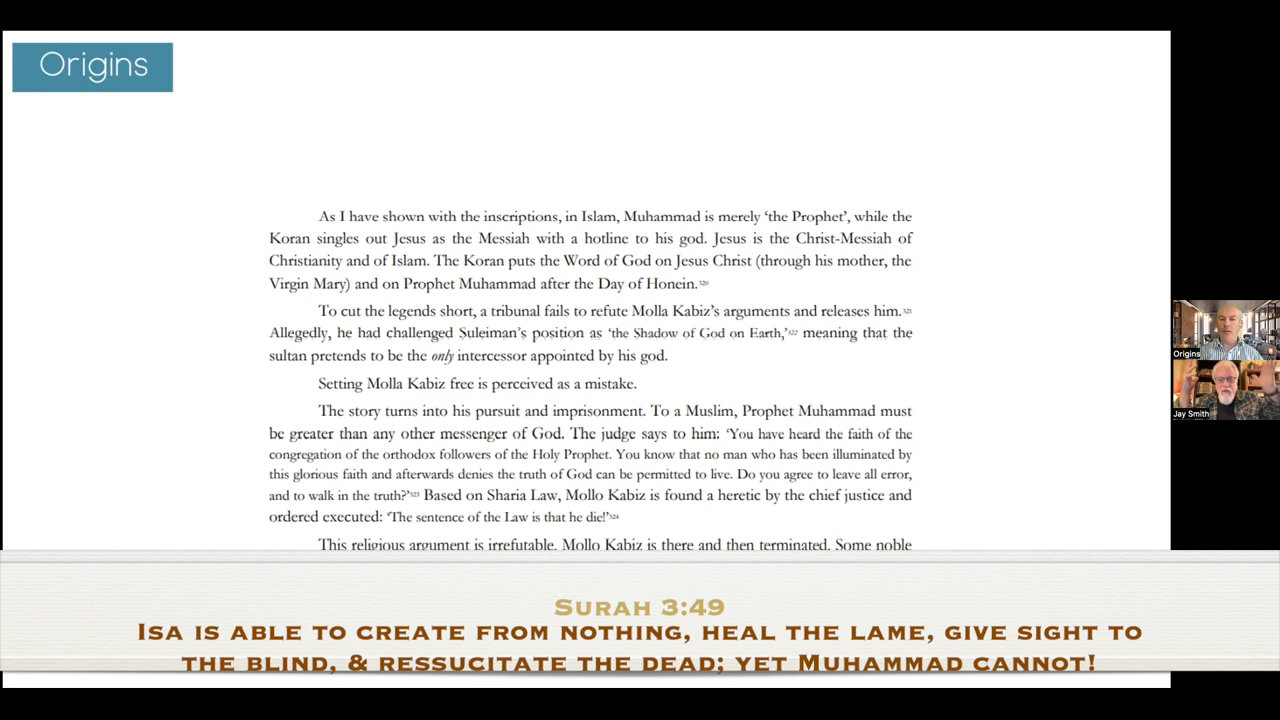 Origins
As I have shown with the inscriptions, in Islam, Muhammad is merely ‘the Prophet’, while the
Koran singles out Jesus as the Messiah with a hotline to his god. Jesus is the Christ-Messiah of
Christianity and of Islam. The Koran puts the Word of God on Jesus Christ (through his mother, the
Virgin Mary) and on Prophet Muhammad after the Day of Honein.320
To cut the legends short, a tribunal fails to refute Molla Kabiz’s arguments and releases him.321
Allegedly, he had challenged Suleiman’s position as ‘the Shadow of God on Earth,’322 meaning that the
sultan pretends to be the only intercessor appointed by his god.
Setting Molla Kabiz free is perceived as a mistake.
The story turns into his pursuit and imprisonment. To a Muslim, Prophet Muhammad must
be greater than any other messenger of God. The judge says to him: ‘You have heard the faith of the
congregation of the orthodox followers of the Holy Prophet. You know that no man who has been illuminated by
this glorious faith and afterwards denies the truth of God can be permitted to live. Do you agree to leave all error,
and to walk in the truth?’323 Based on Sharia Law, Mollo Kabiz is found a heretic by the chief justice and
ordered executed: ‘The sentence of the Law is that he die!’324
This religious argument is irrefutable. Mollo Kabiz is there and then terminated. Some noble
Origins
Jay Smith
Surah 3:49
Isa is able to create from nothing, heal the lame, give sight to
the blind, & ressucitate the dead; yet Muhammad cannot!